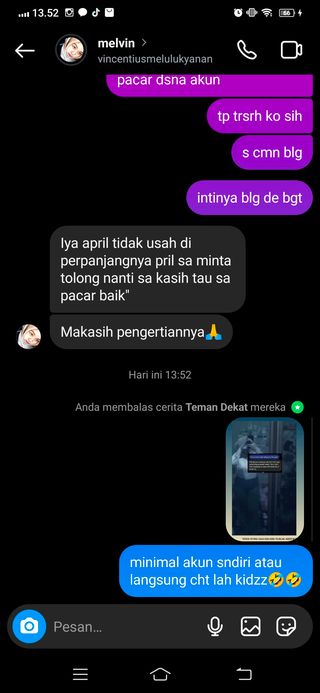 13.52
66
melvin
vincentiusmelulukyanan
pacar dsna akun
tp trsrh ko sih
s cmn blg
intinya blg de bgt
Iya april tidak usah di
perpanjangnya pril sa minta
tolong nanti sa kasih tau sa
pacar baik"
Makasih pengertiannya🙏
Hari ini 13:52
Anda membalas cerita Teman Dekat mereka
minimal akun sndiri atau
langsung cht lah kidzz🤣🤣
Pesan...